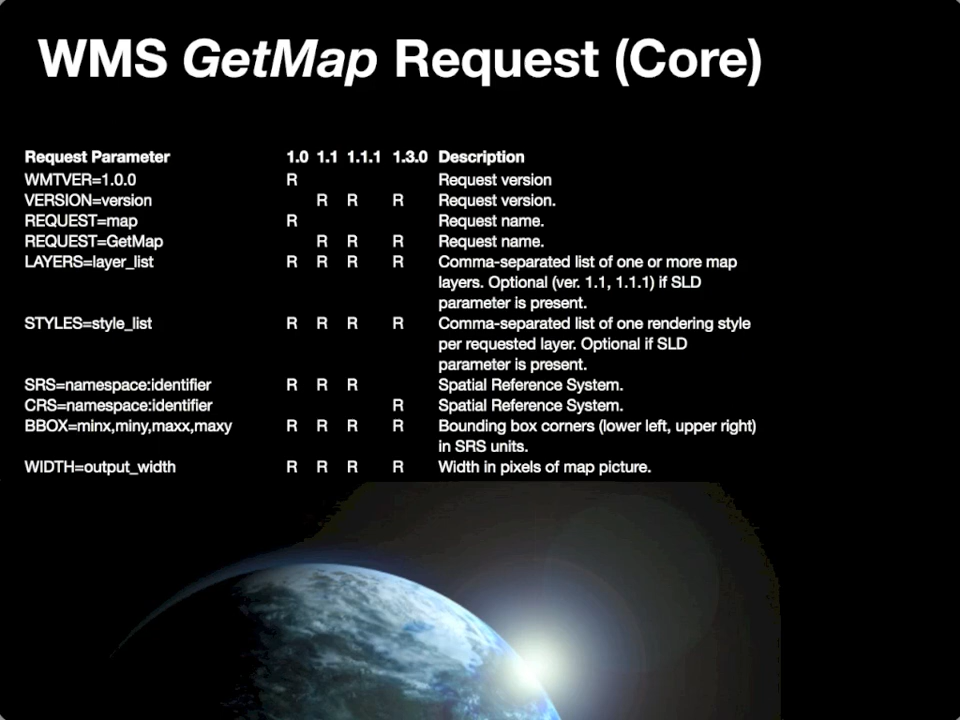 WMS GetMap Request (Core)
Request Parameter 1.0 1.1 1.1.1 1.3.0 Description
WMTVER=1.0.0 R Request version
VERSION=version R R R Request version.
REQUEST=map R Request name.
REQUEST=GetMap R R R Request name.
LAYERS=layer_list R R R R Comma-separated list of one or more map
layers. Optional (ver. 1.1, 1.1.1) if SLD
parameter is present.
STYLES=style_list R R R R Comma-separated list of one rendering style
per requested layer. Optional if SLD
parameter is present.
SRS=namespace:identifier R R R Spatial Reference System.
CRS=namespace:identifier R Spatial Reference System.
BBOX=minx,miny,maxx,maxy R R R R Bounding box corners (lower left, upper right)
in SRS units.
WIDTH=output_width R R R R Width in pixels of map picture.